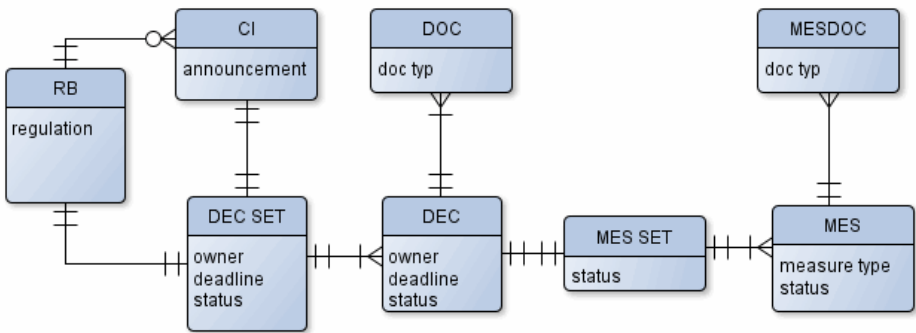 CI
announcement
DOC
doc typ
MESDOC
doc typ
RB
regulation
DEC SET
owner
deadline
status
DEC
owner
deadline
status
MES SET
status
MES
measure type
status